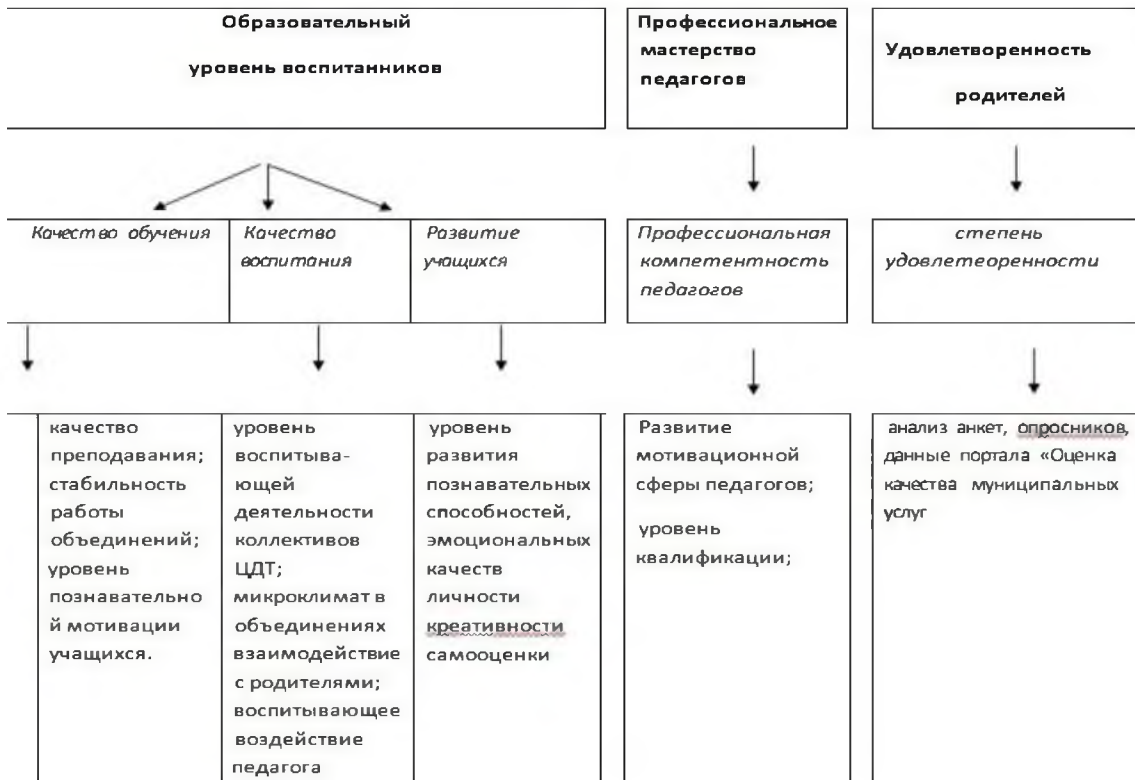 Образовательный
уровень воспитанников
Профессиональное
мастерство
педагогов
Удовлетворенность
родителей
Качество обучения
Качество
воспитания
Развитие
учащихся
Профессиональная
компетентность
педагогов
степень
удовлетеоренности
качество
преподавания;
стабильность
работы
объединений;
уровень
познавательно
й мотивации
учащихся.
уровень
воспитыва-
ющей
деятельности
коллективов
ЦДТ;
микроклимат в
объединениях
взаимодействие
с родителями;
воспитывающее
воздействие
педагога
уровень
развития
познавательных
способностей,
эмоциональных
качеств
личности
креативности
самооценки
Развитие
мотивационной
сферы педагогов;
уровень
квалификации;
анализ анкет, опросников,
данные портала «Оценка
качества муниципальных
услуг